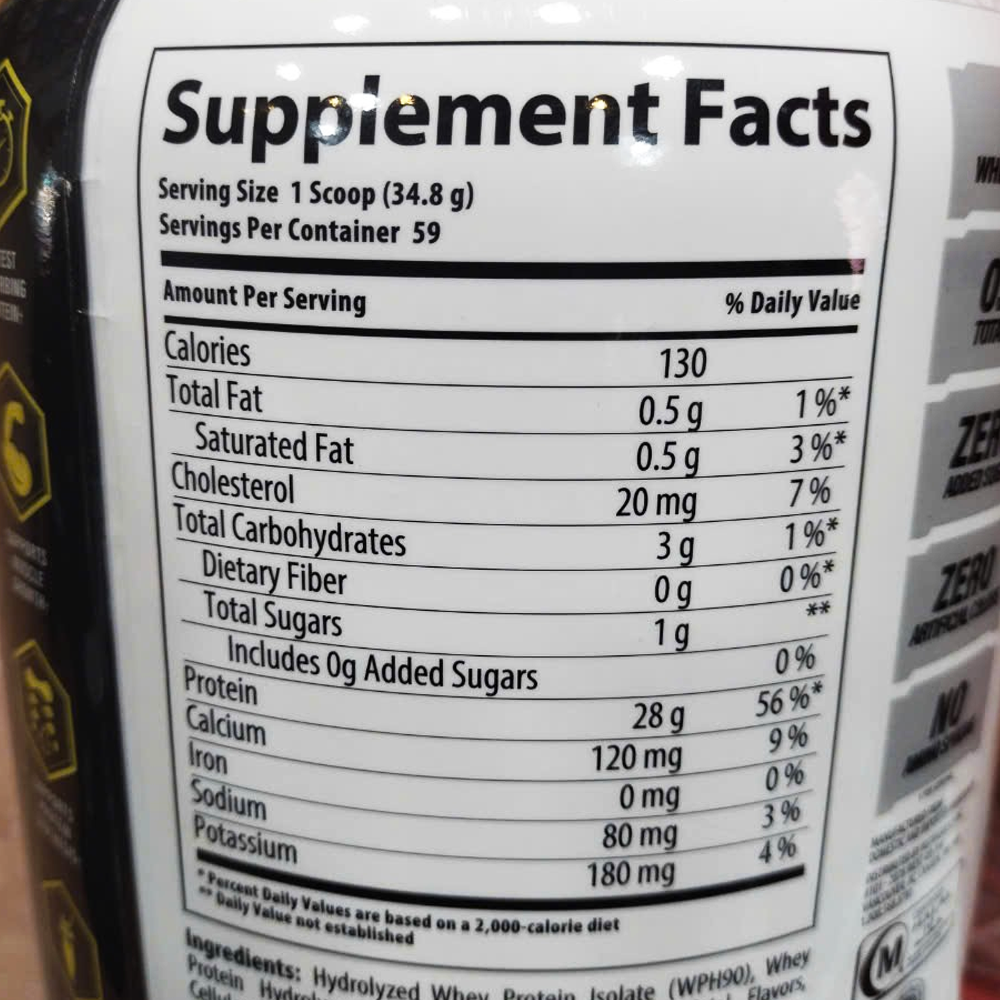 Supplement Facts
Serving Size 1 Scoop (34.8 g)
Servings Per Container 59
Amount Per Serving % Daily Value
Calories 130
Total Fat 0.5 g 1%*
Saturated Fat 0.5 g 3%*
Cholesterol 20 mg 7%
Total Carbohydrates 3 g 1%*
Dietary Fiber 0 g 0%*
Total Sugars 1 g **
Includes 0g Added Sugars 0%
Protein 28 g 56%*
Calcium 120 mg 9%
Iron 0 mg 0%
Sodium 80 mg 3%
Potassium 180 mg 4%
* Percent Daily Values are based on a 2,000-calorie diet
** Daily Value not established
Ingredients: Hydrolyzed Whey Protein Isolate (WPH90), Whey
Protein Flavors,
ZERO
NO
M